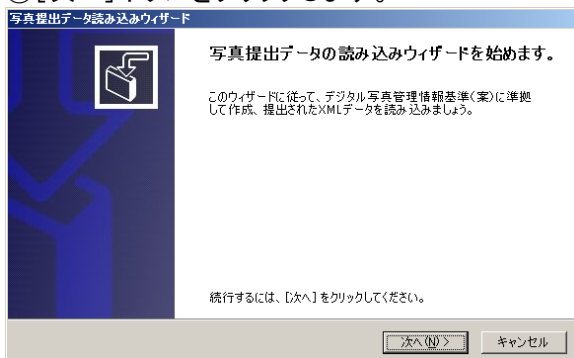 写真提出データ読み込みウィザード
写真提出データの読み込みウィザードを始めます。
このウィザードに従って、デジタル写真管理情報基準(案)に準拠
して作成、提出されたXMLデータを読み込みましょう。
続行するには、[次へ] をクリックしてください。
次へ(N) >
キャンセル